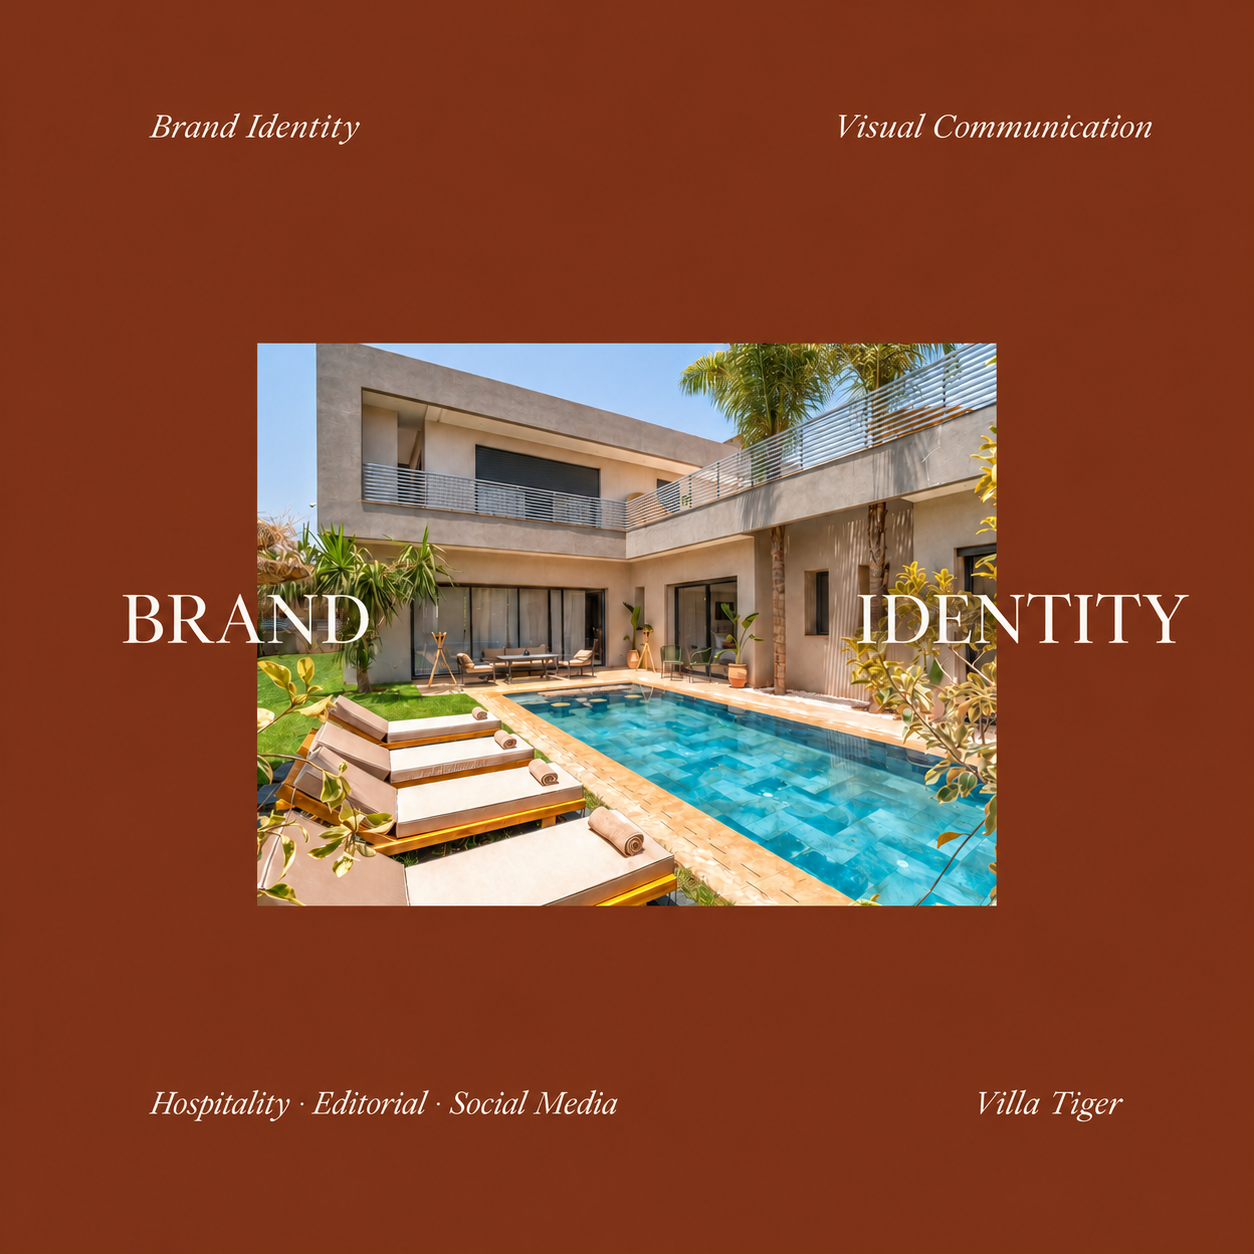 Brand Identity
Visual Communication
BRAND IDENTITY
Hospitality · Editorial · Social Media
Villa Tiger